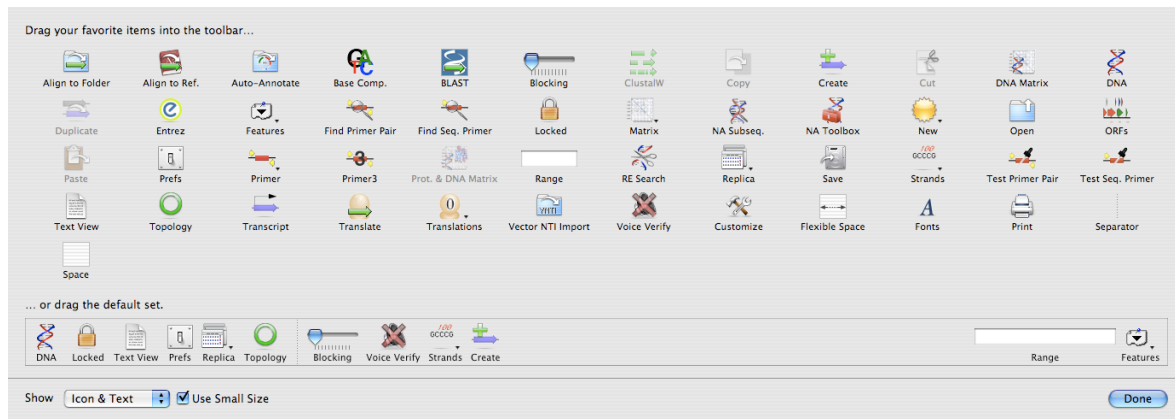 Drag your favorite items into the toolbar...
Align to Folder Align to Ref. Auto-Annotate Base Comp. BLAST Blocking ClustalW Copy Create Cut DNA Matrix DNA
Duplicate Entrez Features Find Primer Pair Find Seq. Primer Locked Matrix NA Subseq. NA Toolbox New Open ORFs
Paste Prefs Primer Primer3 Prot. & DNA Matrix Range RE Search Replica Save Strands Test Primer Pair Test Seq. Primer
Text View Topology Transcript Translate Translations Vector NTI Import Voice Verify Customize Flexible Space Fonts Print Separator
Space
... or drag the default set.
DNA Locked Text View Prefs Replica Topology Blocking Voice Verify Strands Create Range Features
Show Icon & Text Use Small Size Done